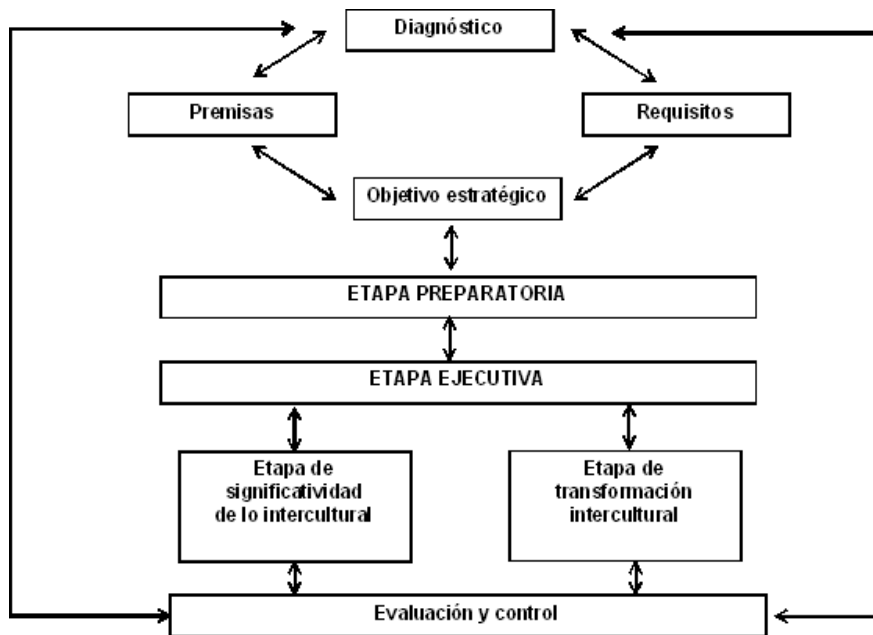 Diagnóstico
Premisas
Requisitos
Objetivo estratégico
ETAPA PREPARATORIA
ETAPA EJECUTIVA
Etapa de
significatividad
de lo intercultural
Etapa de
transformación
intercultural
Evaluación y control